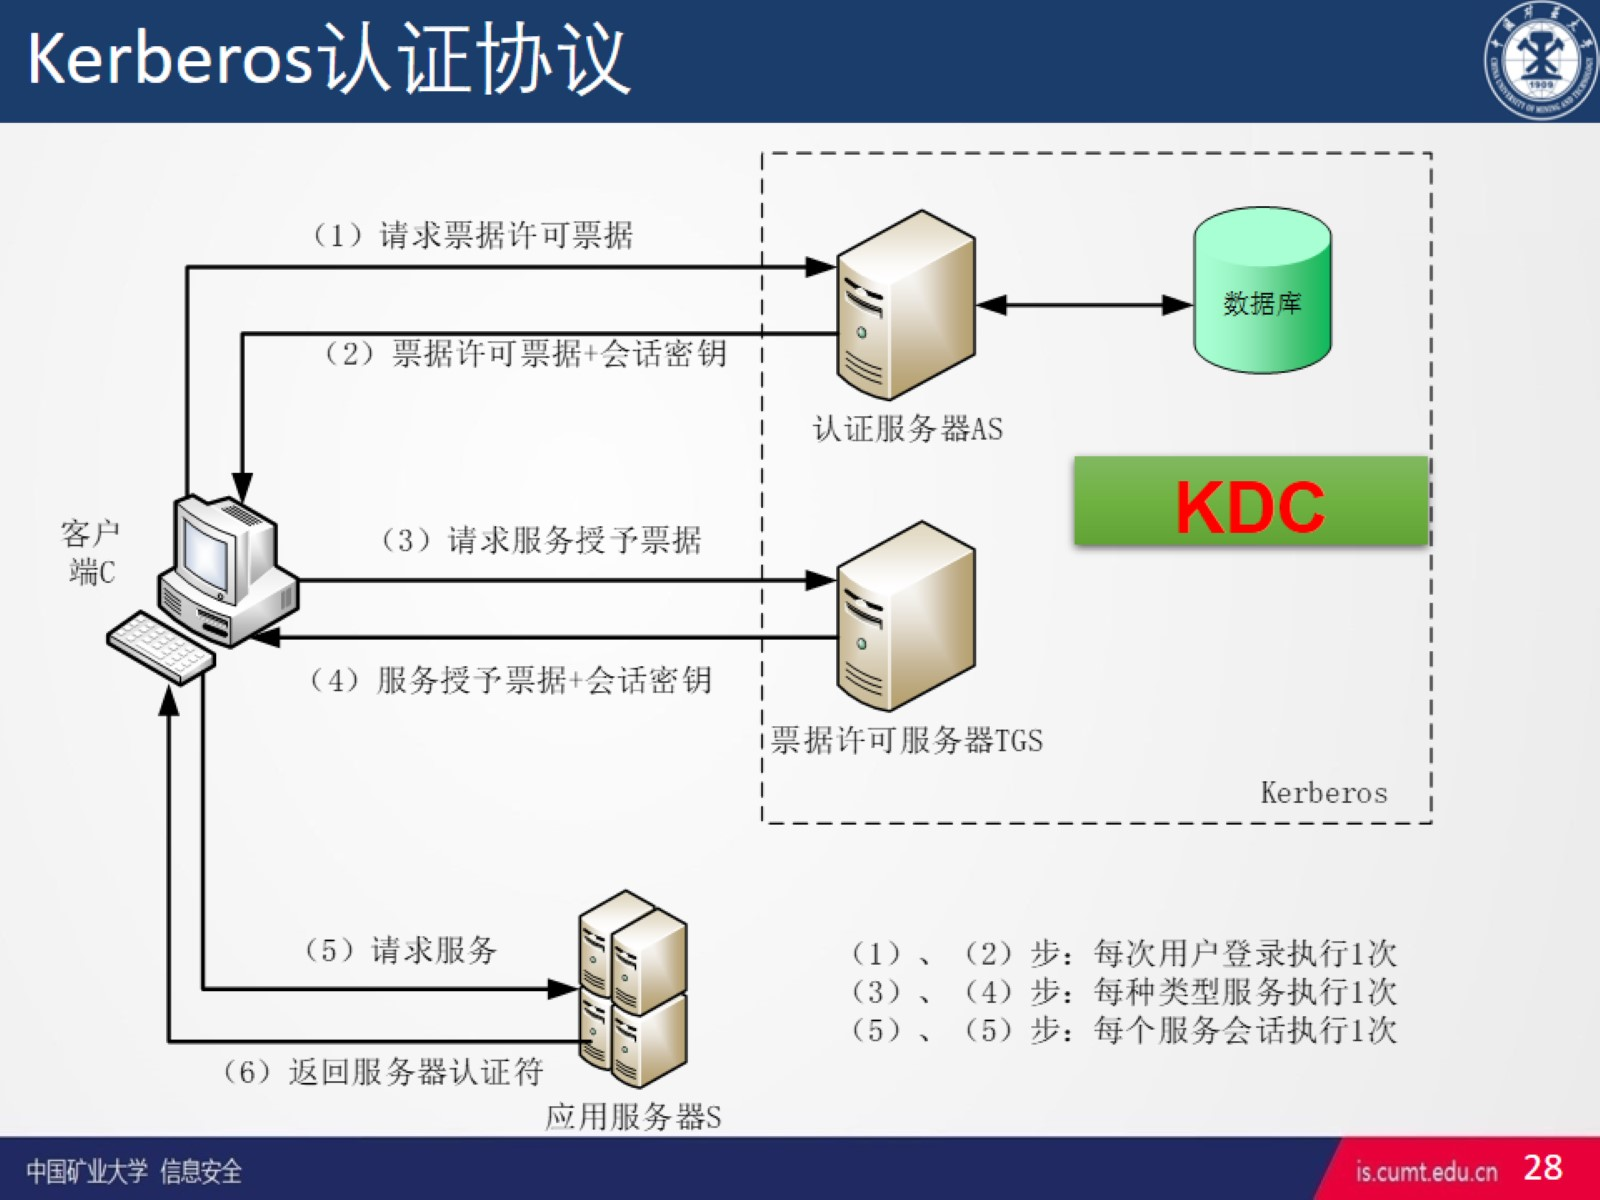 Kerberos认证协议
(1)请求票据许可票据
(2)票据许可票据+会话密钥
数据库
认证服务器AS
KDC
客户
端C
(3)请求服务授予票据
(4)服务授予票据+会话密钥
票据许可服务器TGS
Kerberos
(5)请求服务
(6)返回服务器认证符
应用服务器S
(1)、(2)步：每次用户登录执行1次
(3)、(4)步：每种类型服务执行1次
(5)、(5)步：每个服务会话执行1次
中国矿业大学 信息安全
is.cumt.edu.cn 28
1909